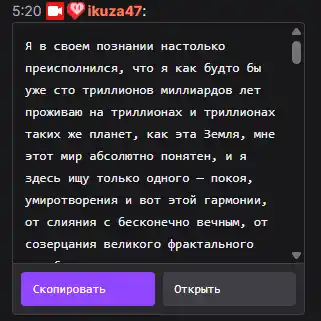 5:20 ikuza47:
Я в своем познании настолько
преисполнился, что я как будто бы
уже сто триллионов миллиардов лет
проживаю на триллионах и триллионах
таких же планет, как эта Земля, мне
этот мир абсолютно понятен, и я
здесь ищу только одного – покоя,
умиротворения и вот этой гармонии,
от слияния с бесконечно вечным, от
созерцания великого фрактального
Скопировать Открыть